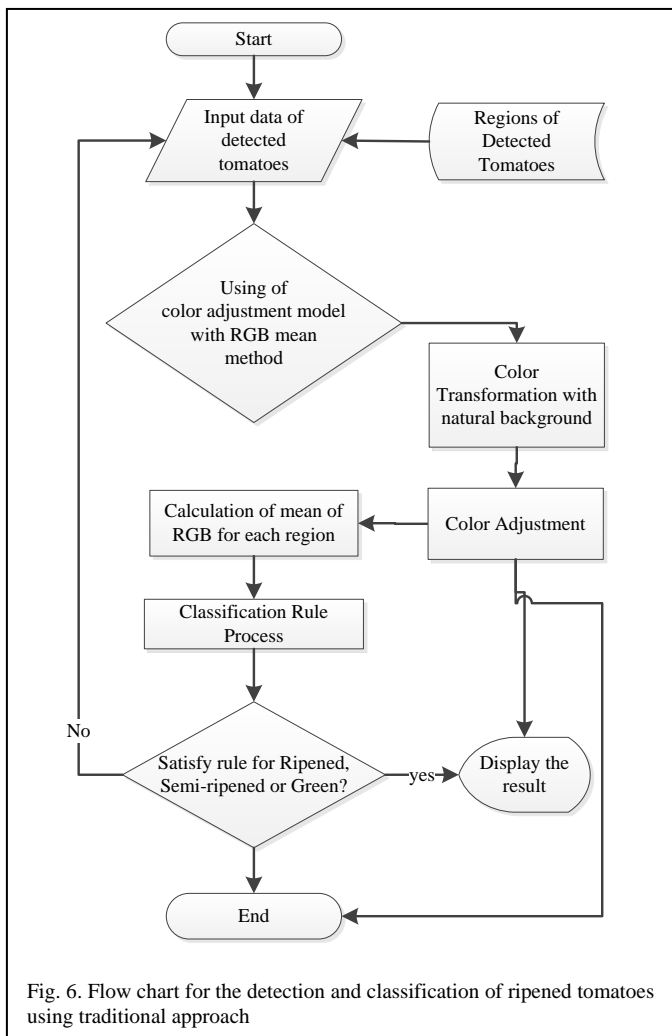 Start
Input data of
detected
tomatoes
Regions of
Detected
Tomatoes
Using of
color adjustment model
with RGB mean
method
Color
Transformation with
natural background
Calculation of mean of
RGB for each region
Color Adjustment
Classification Rule
Process
No
Satisfy rule for Ripened,
Semi-ripened or Green?
yes
Display the
result
End
Fig. 6. Flow chart for the detection and classification of ripened tomatoes
using traditional approach